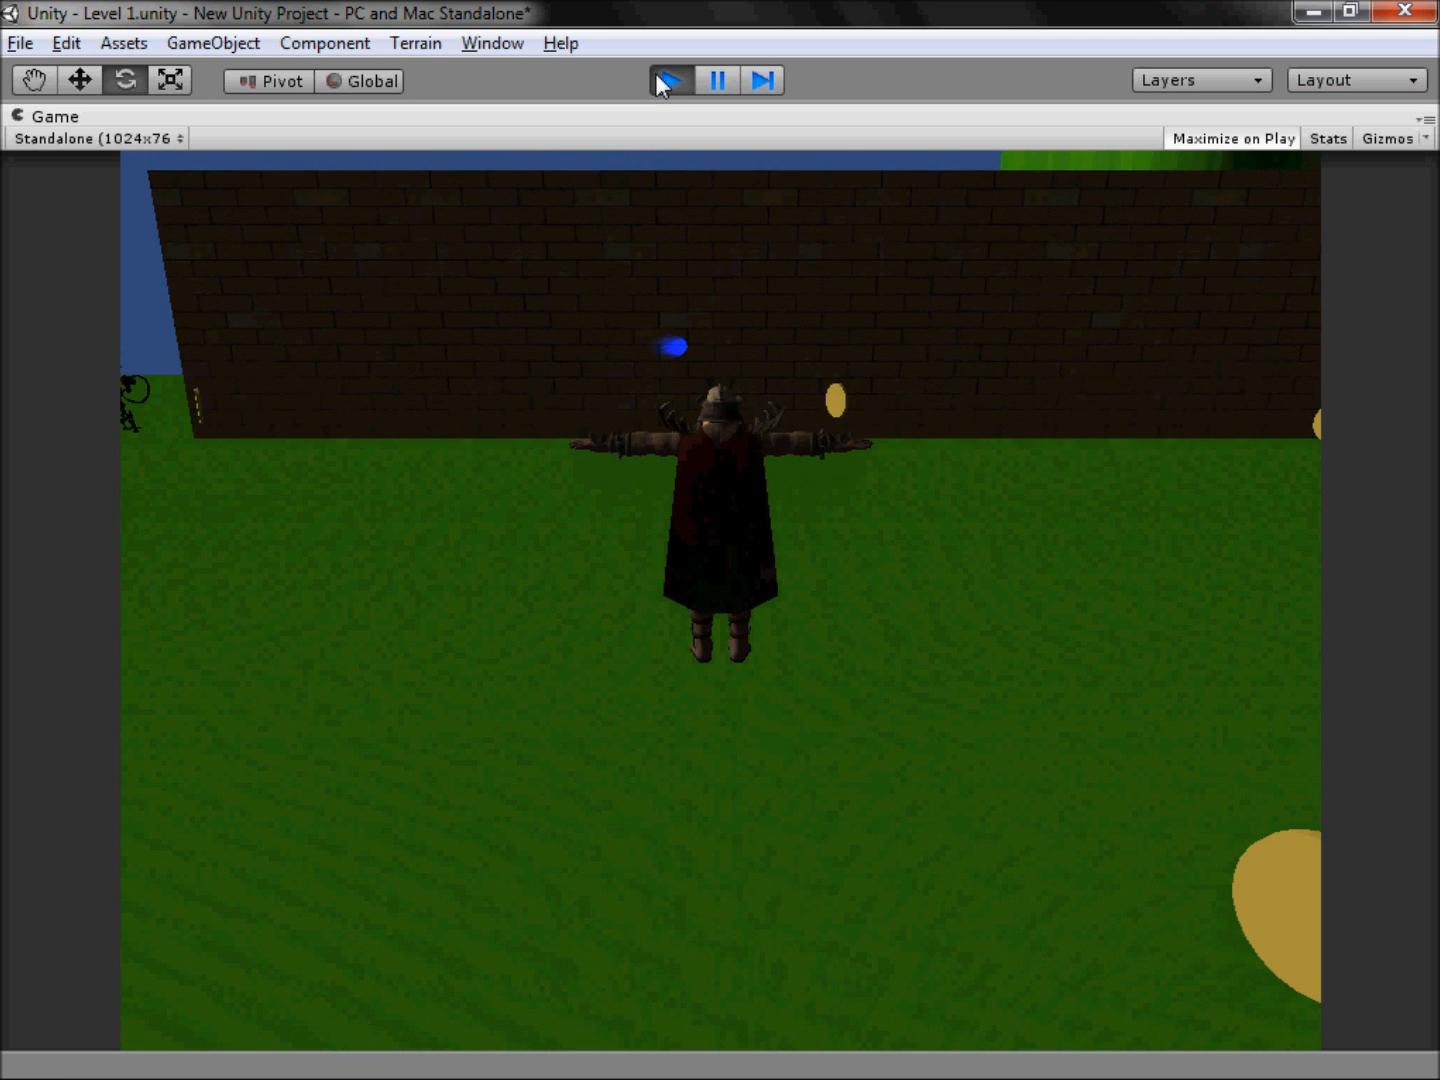 Unity - Level 1.unity - New Unity Project - PC and Mac Standalone*
File Edit Assets GameObject Component Terrain Window Help
Pivot Global Layers Layout
Game
Standalone (1024x76 Maximize on Play Stats Gizmos